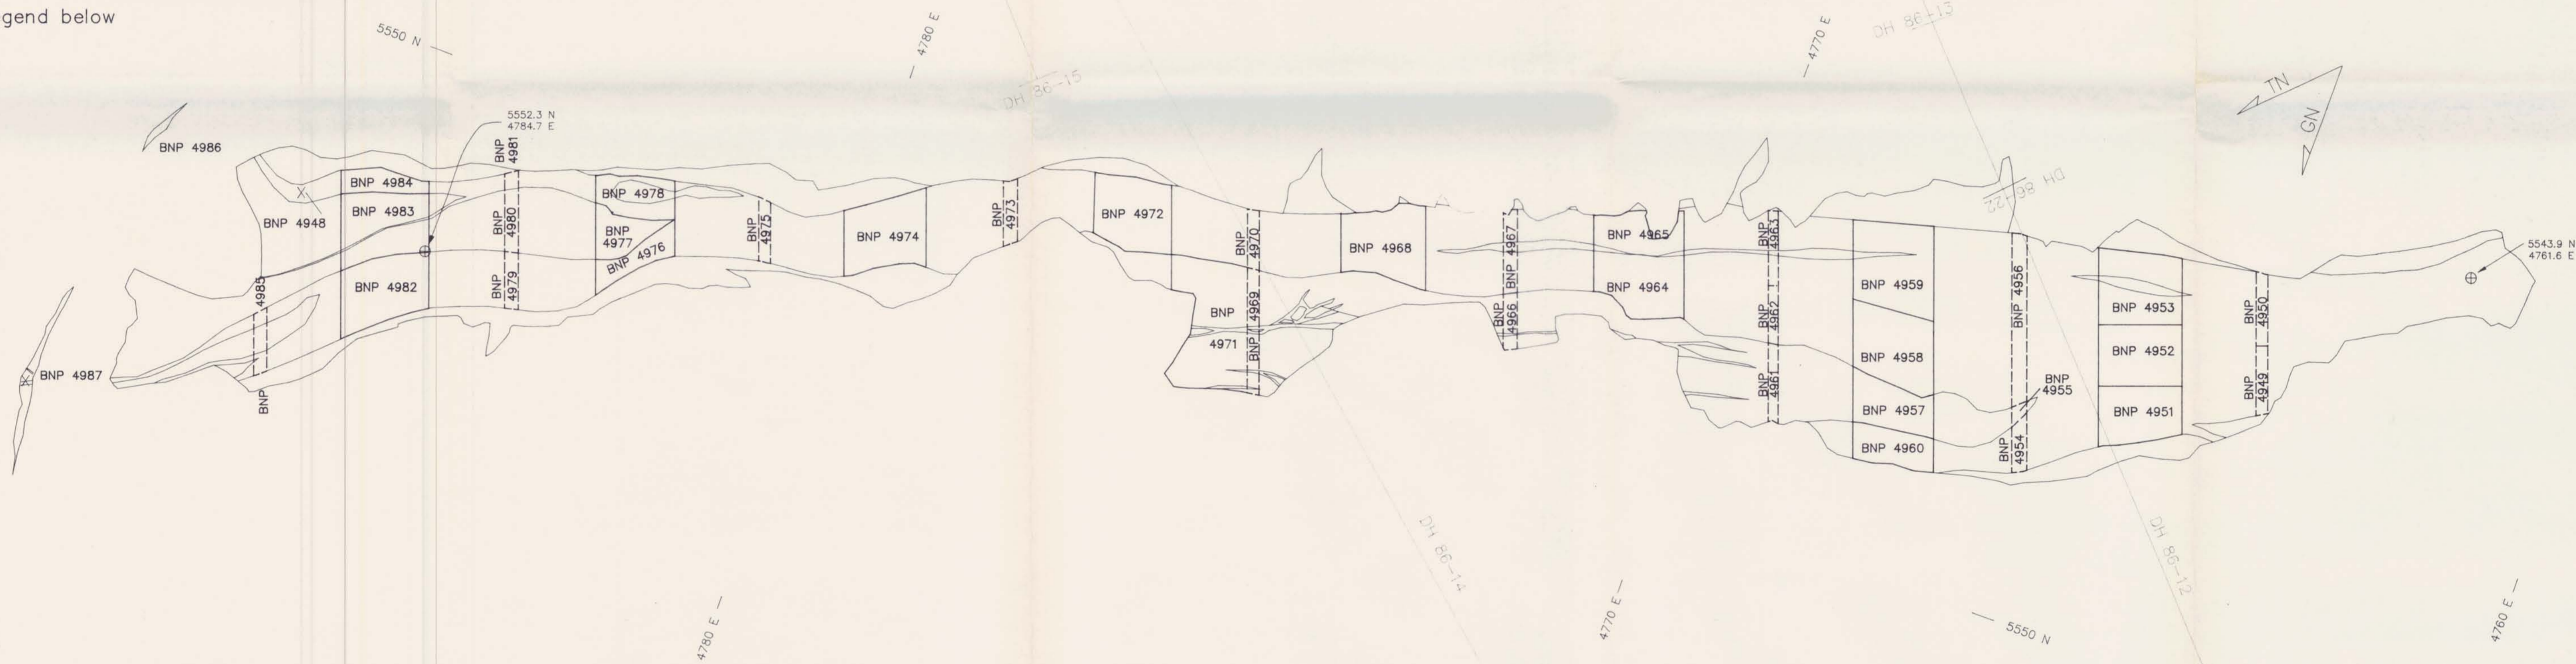 gend below
5550 N
4780 E
4770 E
DH 86-13
DH 86-15
TN
GN
5552.3 N
4784.7 E
BNP 4986
BNP 4981
BNP 4984
BNP 4978
BNP 4948
BNP 4983
BNP 4980
BNP
4977
BNP 4976
BNP 4975
BNP 4974
BNP 4973
BNP 4972
BNP 4970
BNP 4968
BNP 4967
BNP 4965
BNP 4963
DH 86-22
5543.9 N
4761.6 E
BNP 4982
BNP 4979
BNP 4985
BNP 4987
BNP
4971
BNP 4969
BNP 4966
BNP 4964
BNP 4962
BNP 4961
BNP 4959
BNP 4958
BNP 4957
BNP 4960
BNP 4956
BNP
4955
BNP 4954
BNP 4953
BNP 4952
BNP 4951
BNP 4950
BNP 4949
DH 86-14
DH 86-12
4780 E
4770 E
5550 N
4760 E